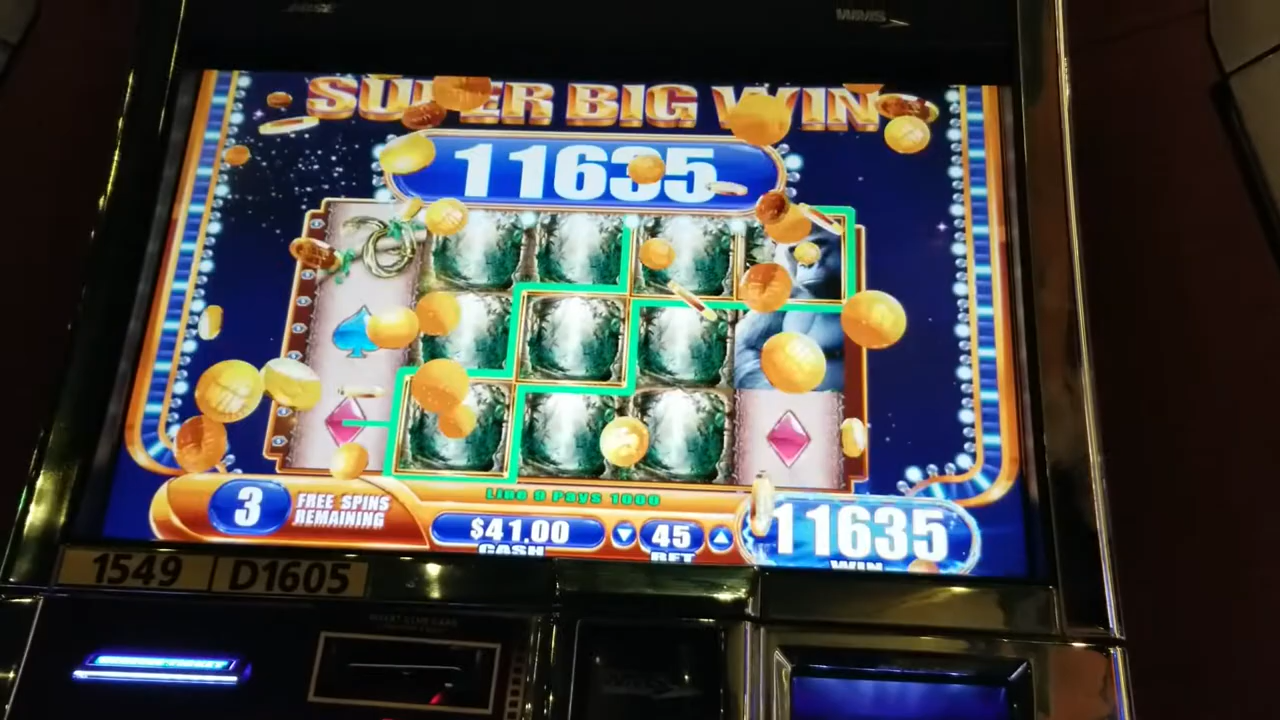 WMS
SUPER BIG WIN
11635
Line 9 Pays 1000
3
FREE SPINS
REMAINING
$41.00
CASH
45
BET
11635
WIN
1549
D1605